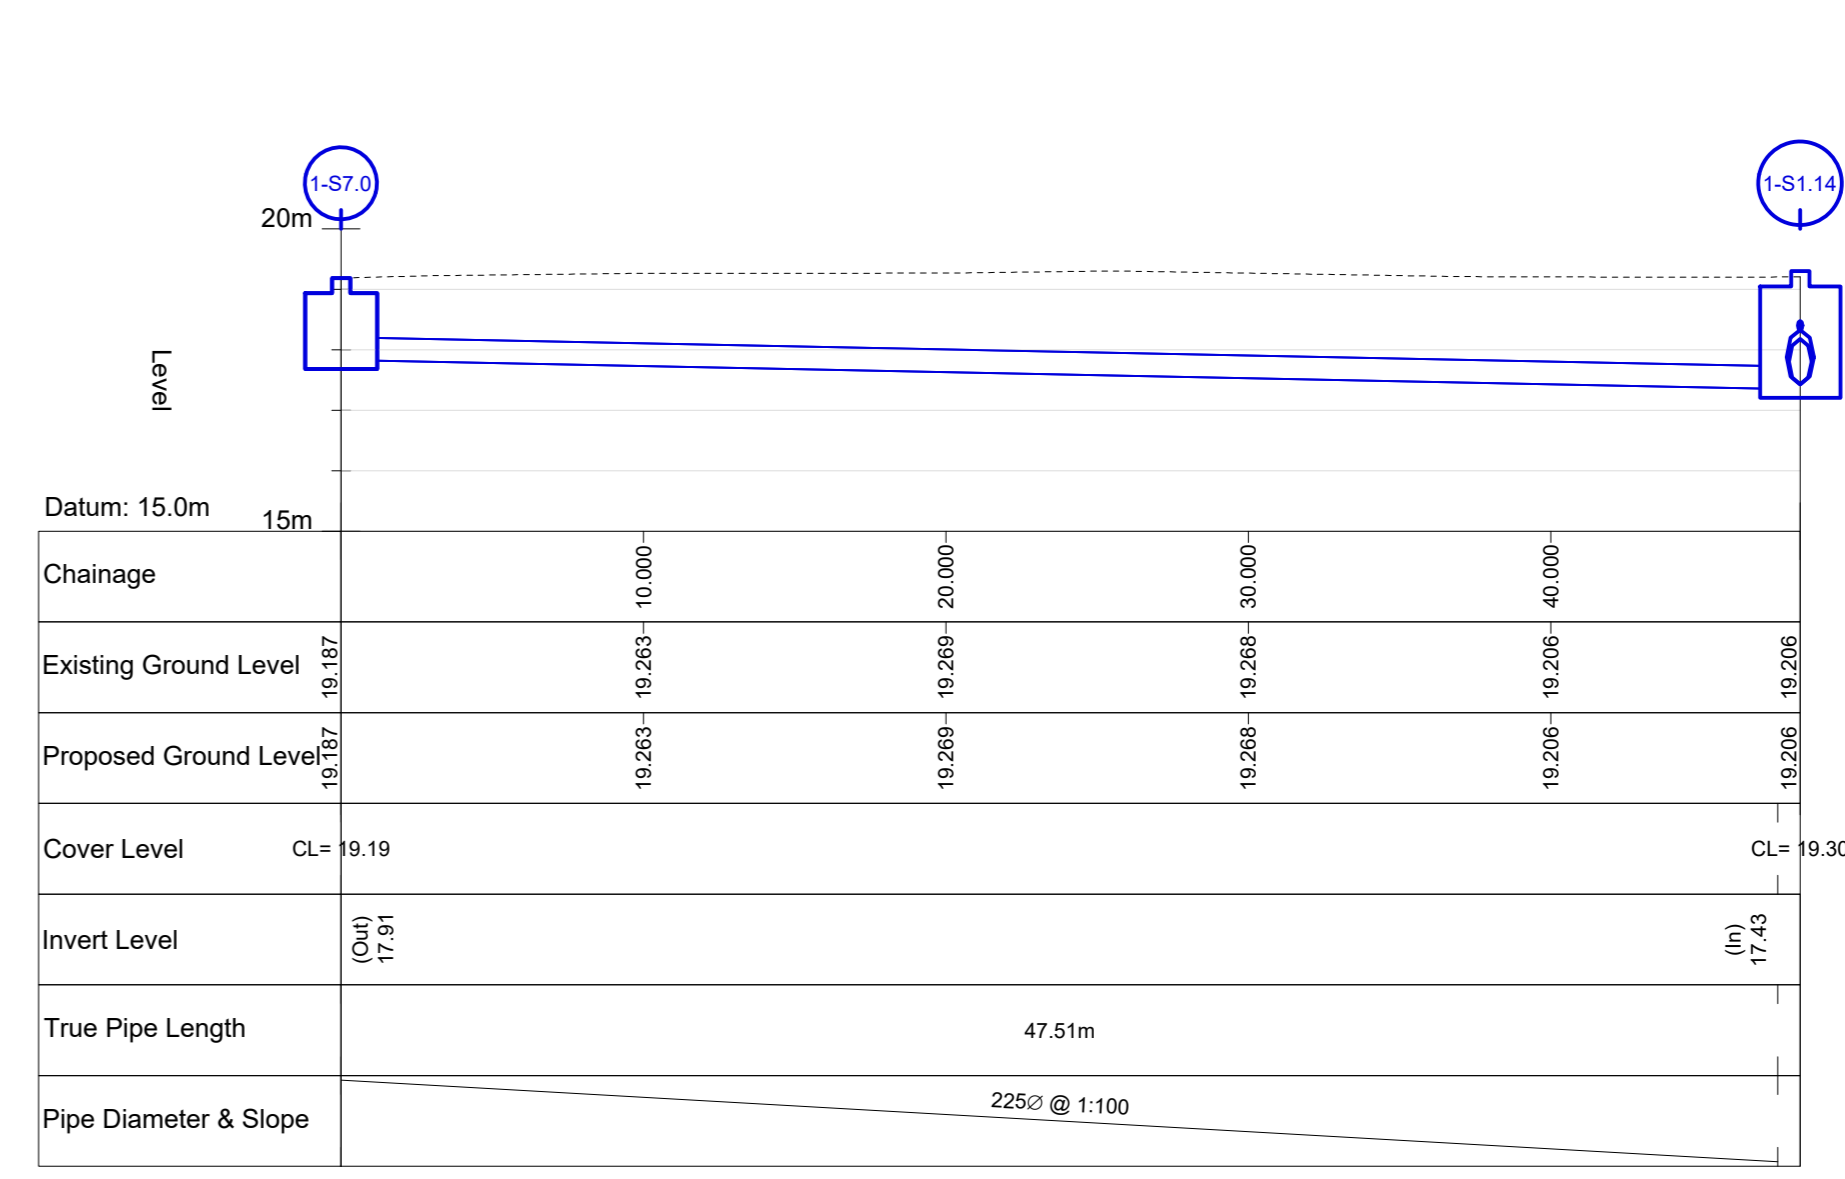 1-S7.0
1-S1.14
20m
Level
Datum: 15.0m
15m
Chainage
10.000
20.000
30.000
40.000
Existing Ground Level
19.187
19.263
19.269
19.268
19.206
19.206
Proposed Ground Level
19.187
19.263
19.269
19.268
19.206
19.206
Cover Level
CL= 19.19
CL= 19.30
Invert Level
(Out)
17.91
(In)
17.43
True Pipe Length
47.51m
Pipe Diameter & Slope
225∅ @ 1:100